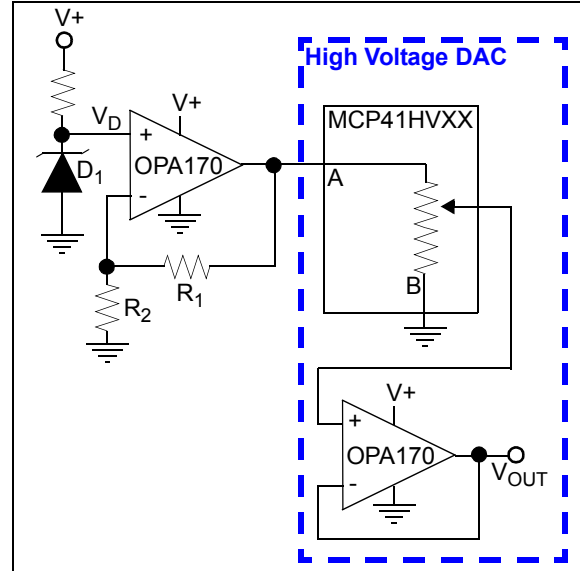 V+
High Voltage DAC
V+
MCP41HVXX
VD
+
OPA170
-
D1
A
R1
R2
B
V+
+
OPA170
-
VOUT